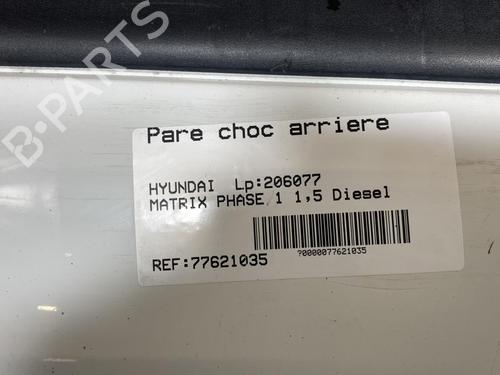 B-PARTS
Pare choc arriere
HYUNDAI Lp:206077
MATRIX PHASE 1 1,5 Diesel
?0000077621035
REF:77621035